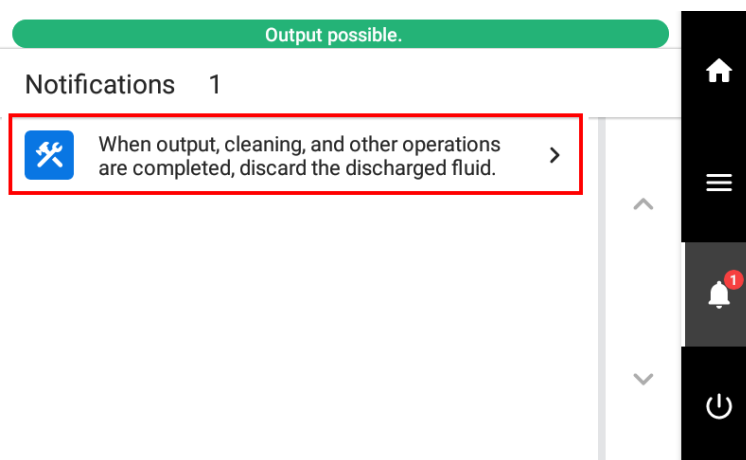 Output possible.
Notifications 1
When output, cleaning, and other operations
are completed, discard the discharged fluid.
1